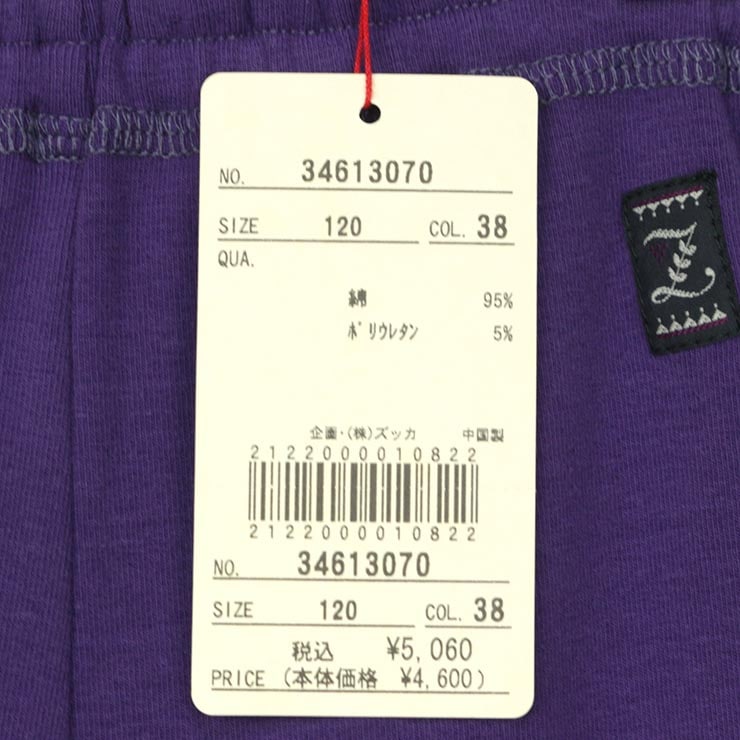 NO. 34613070
SIZE 120 COL. 38
QUA.
綿 95%
ポリウレタン 5%
企画・(株)ズッカ 中国製
2122000010822
2122000010822
NO. 34613070
SIZE 120 COL. 38
税込 ¥5,060
PRICE (本体価格 ¥4,600)
Z